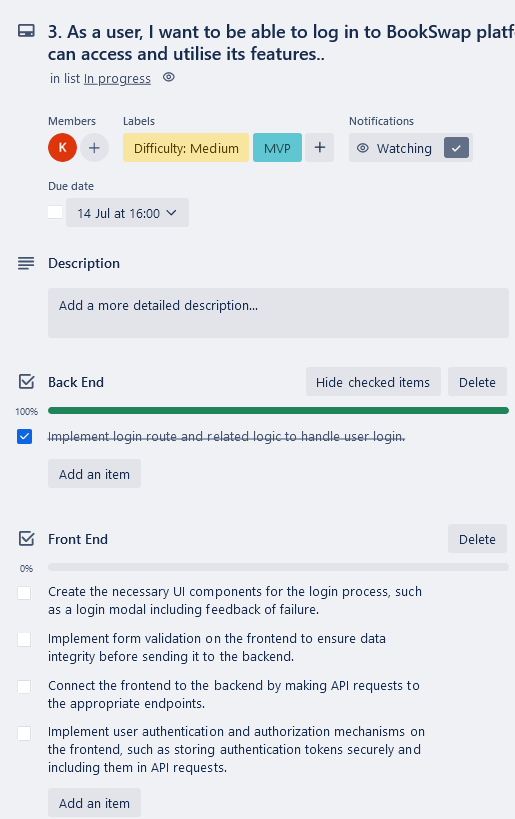 3. As a user, I want to be able to log in to BookSwap
can access and utilise its features..
in list In progress
Members
Labels
Notifications
K
Difficulty: Medium
MVP
Watching
Due date
14 Jul at 16:00
Description
Add a more detailed description...
Back End
Hide checked items
Delete
100%
Implement login route and related logic to handle user login.
Add an item
Front End
Delete
0%
Create the necessary UI components for the login process, such
as a login modal including feedback of failure.
Implement form validation on the frontend to ensure data
integrity before sending it to the backend.
Connect the frontend to the backend by making API requests to
the appropriate endpoints.
Implement user authentication and authorization mechanisms on
the frontend, such as storing authentication tokens securely and
including them in API requests.
Add an item